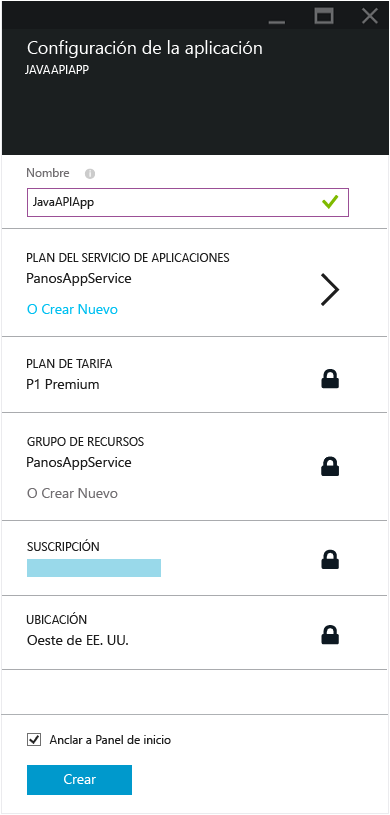 Configuración de la aplicación
JAVAAPIAPP
Nombre
JavaAPIApp
PLAN DEL SERVICIO DE APLICACIONES
PanosAppService
O Crear Nuevo
PLAN DE TARIFA
P1 Premium
GRUPO DE RECURSOS
PanosAppService
O Crear Nuevo
SUSCRIPCIÓN
UBICACIÓN
Oeste de EE. UU.
Anclar a Panel de inicio
Crear